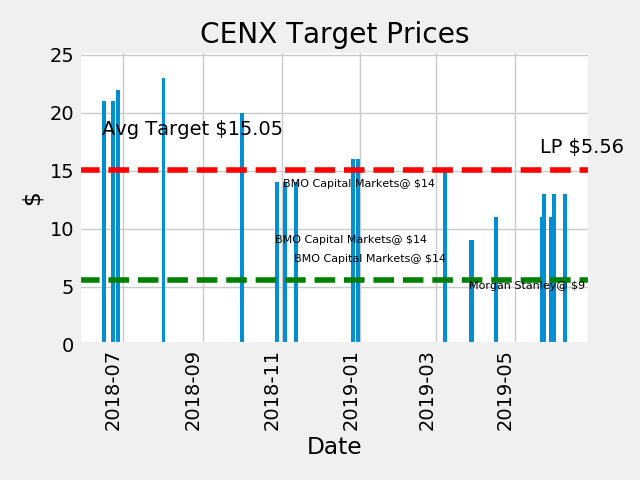 CENX Target Prices
25
20
15
10
5
0
$
Avg Target $15.05
LP $5.56
BMO Capital Markets@ $14
BMO Capital Markets@ $14
BMO Capital Markets@ $14
Morgan Stanley@ $9
2018-07
2018-09
2018-11
2019-01
2019-03
2019-05
Date